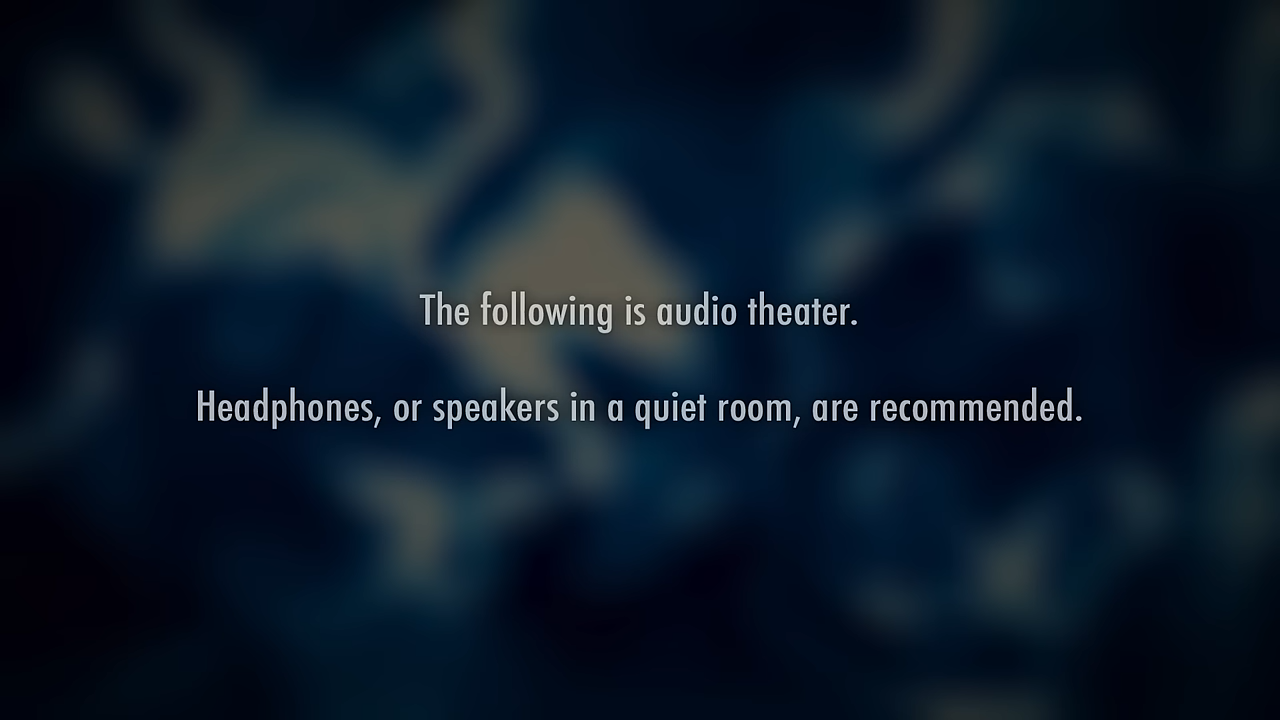 The following is audio theater.
Headphones, or speakers in a quiet room, are recommended.